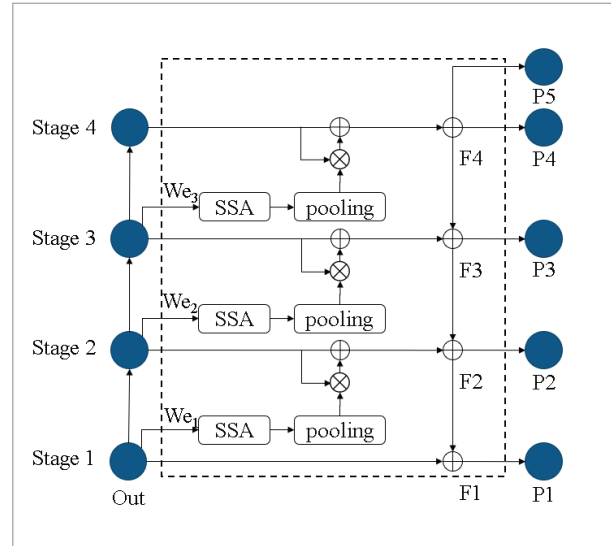 P5
Stage 4
F4
P4
We3
SSA
pooling
Stage 3
F3
P3
We2
SSA
pooling
Stage 2
F2
P2
We1
SSA
pooling
Stage 1
Out
F1
P1